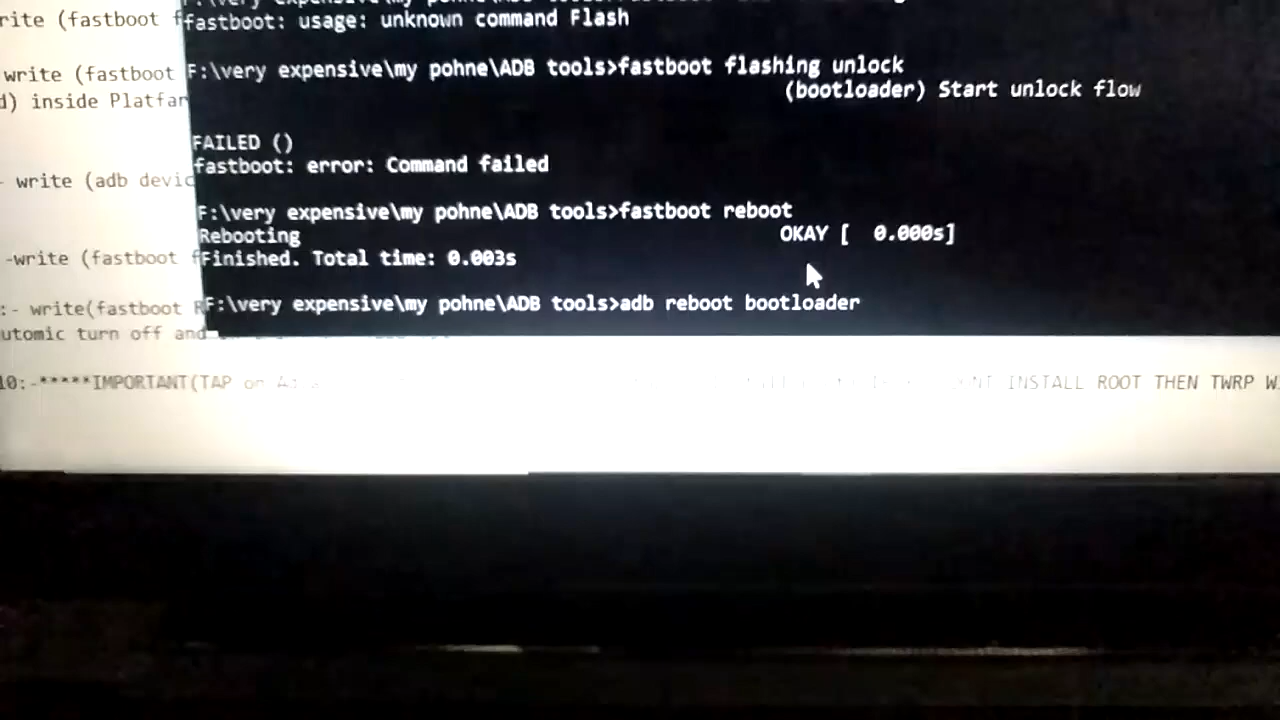 rite (fastboot f
fastboot: usage: unknown command Flash
write (fastboot
F:\very expensive\my pohne\ADB tools>fastboot flashing unlock
(bootloader) Start unlock flow
d) inside Platfar
FAILED ()
fastboot: error: Command failed
- write (adb devic
F:\very expensive\my pohne\ADB tools>fastboot reboot
Rebooting OKAY [ 0.000s]
-write (fastboot f
Finished. Total time: 0.003s
:- write(fastboot
F:\very expensive\my pohne\ADB tools>adb reboot bootloader
utomic turn off and
10:-*****IMPORTANT(TAP on INSTALL ROOT THEN TWRP W